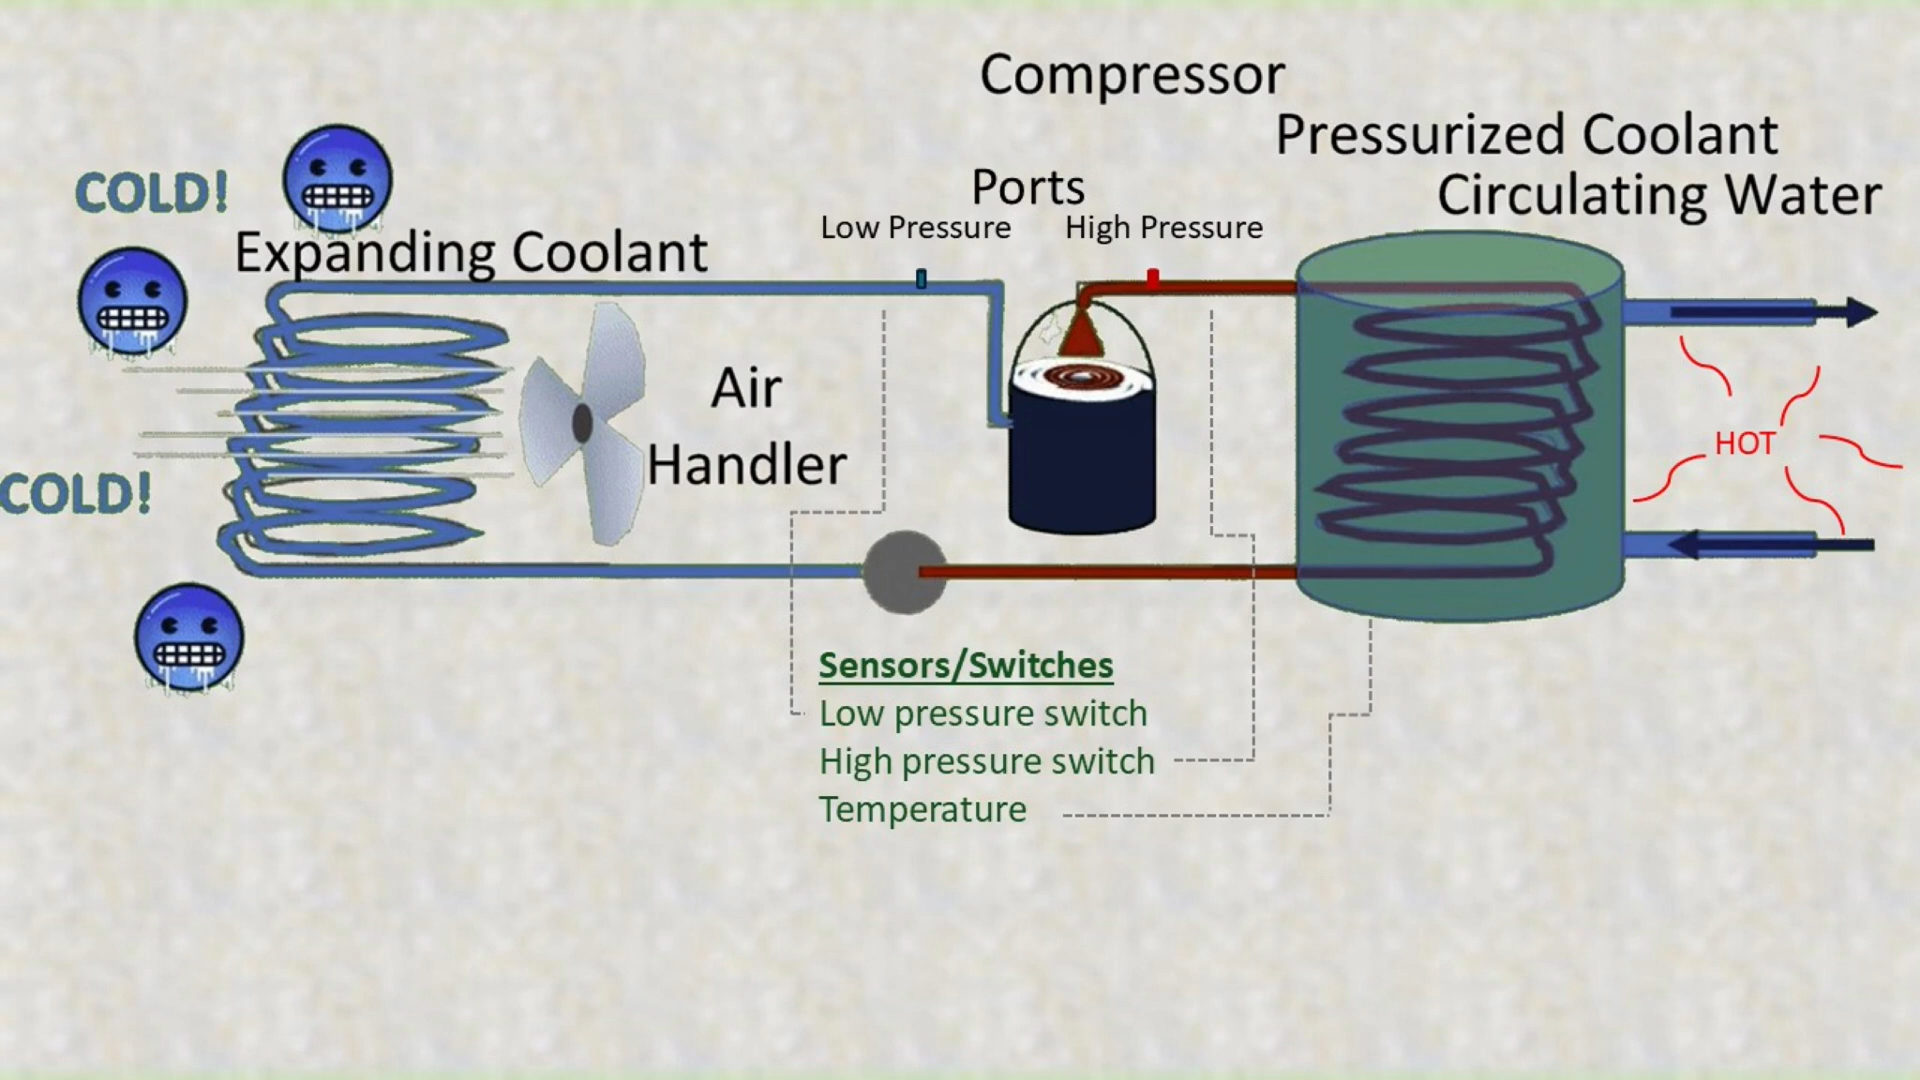 Compressor
Pressurized Coolant
Circulating Water
Ports
Low Pressure
High Pressure
COLD!
Expanding Coolant
Air
Handler
HOT
COLD!
Sensors/Switches
Low pressure switch
High pressure switch
Temperature